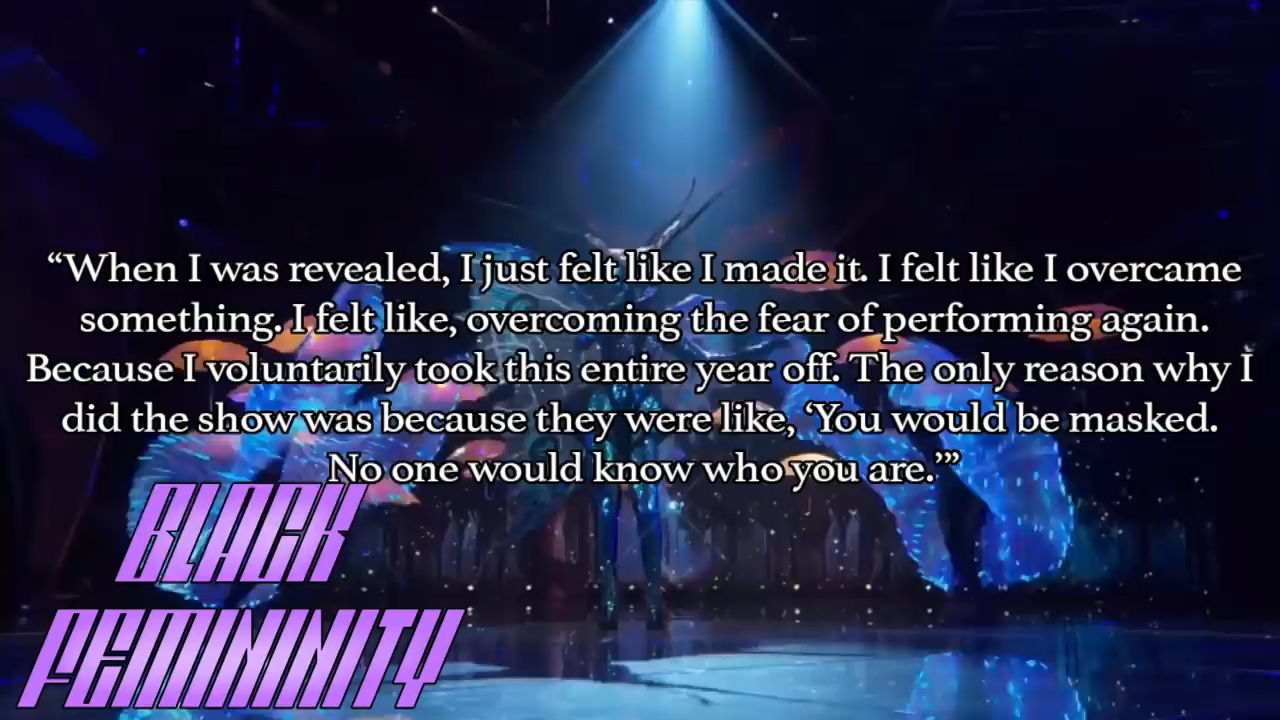 “When I was revealed, I just felt like I made it. I felt like I overcame
something. I felt like, overcoming the fear of performing again.
Because I voluntarily took this entire year off. The only reason why I
did the show was because they were like, ‘You would be masked.
No one would know who you are.’”
BLACK
FEMININITY